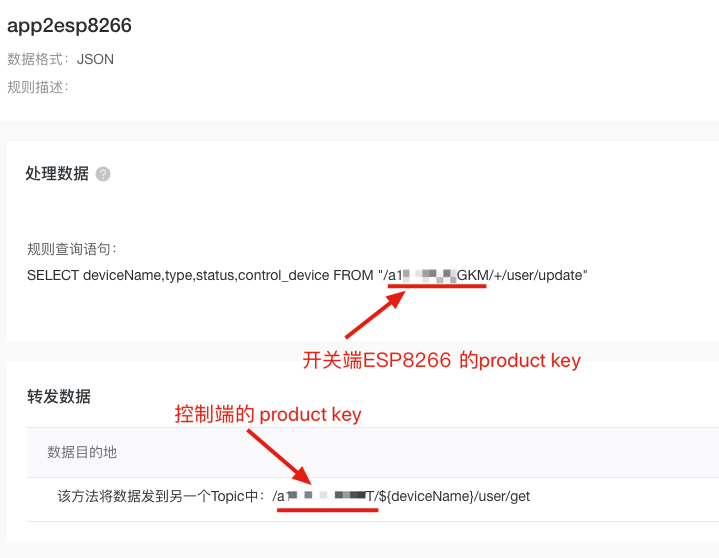 app2esp8266
数据格式： JSON
规则描述：
处理数据 ?
规则查询语句：
SELECT deviceName,type,status,control_device FROM "/a1 GKM/+/user/update"
开关端ESP8266 的product key
转发数据
控制端的 product key
数据目的地
该方法将数据发到另一个Topic中： /a T/${deviceName}/user/get